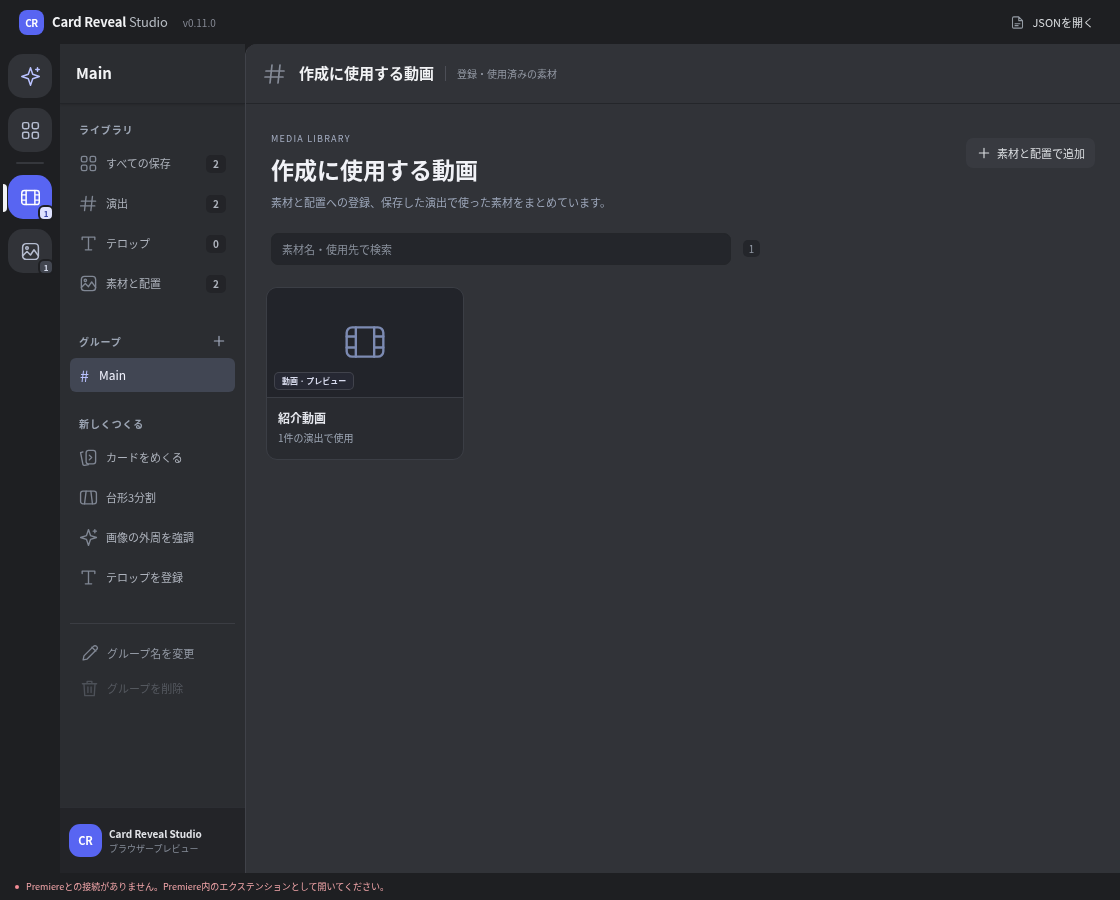 CR Card Reveal Studio v0.11.0
JSONを開く
Main
作成に使用する動画
登録・使用済みの素材
ライブラリ
すべての保存 2
演出 2
テロップ 0
素材と配置 2
グループ
# Main
新しくつくる
カードをめくる
台形3分割
画像の外周を強調
テロップを登録
グループ名を変更
グループを削除
CR Card Reveal Studio
ブラウザープレビュー
1
1
MEDIA LIBRARY
作成に使用する動画
素材と配置への登録、保存した演出で使った素材をまとめています。
素材と配置で追加
素材名・使用先で検索
1
動画・プレビュー
紹介動画
1件の演出で使用
Premiereとの接続がありません。Premiere内のエクステンションとして開いてください。